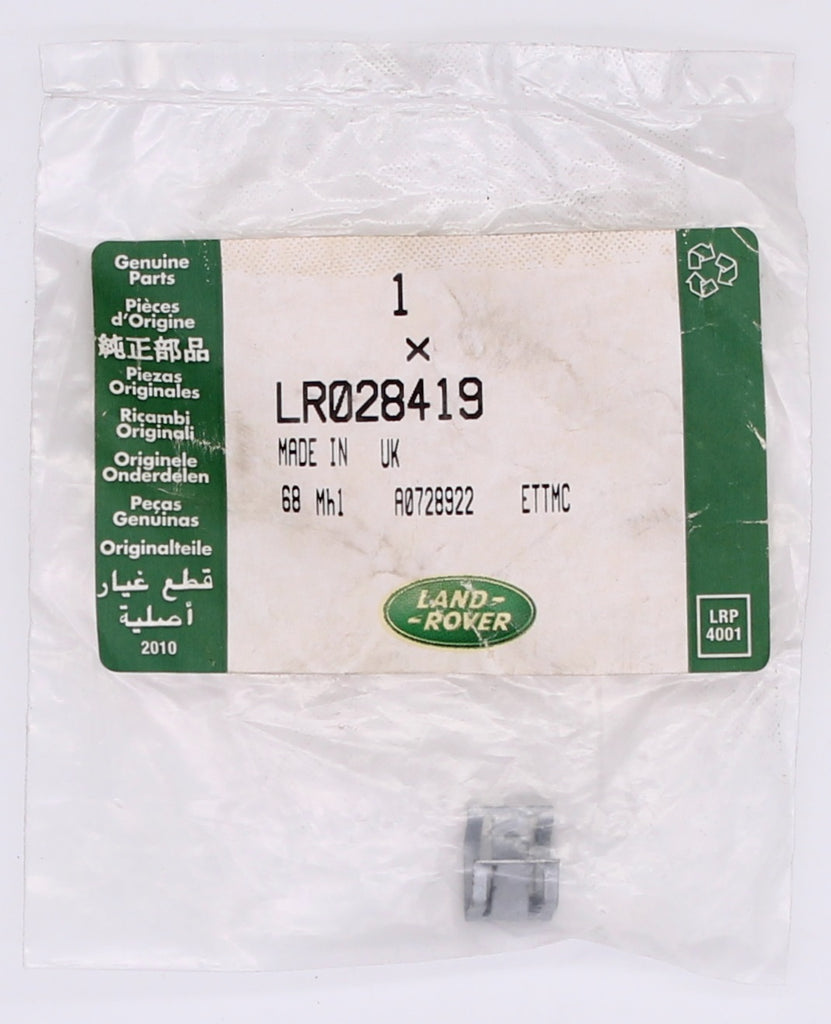 Genuine
Parts
Pièces
d'Origine
純正部品
Piezas
Originales
Ricambi
Originali
Originele
Onderdelen
Peças
Genuínas
Originalteile
قطع غيار
أصلية
2010
1
×
LR028419
MADE IN UK
68 Mh1 A0728922 ETTMC
LAND-
-ROVER
LRP
4001